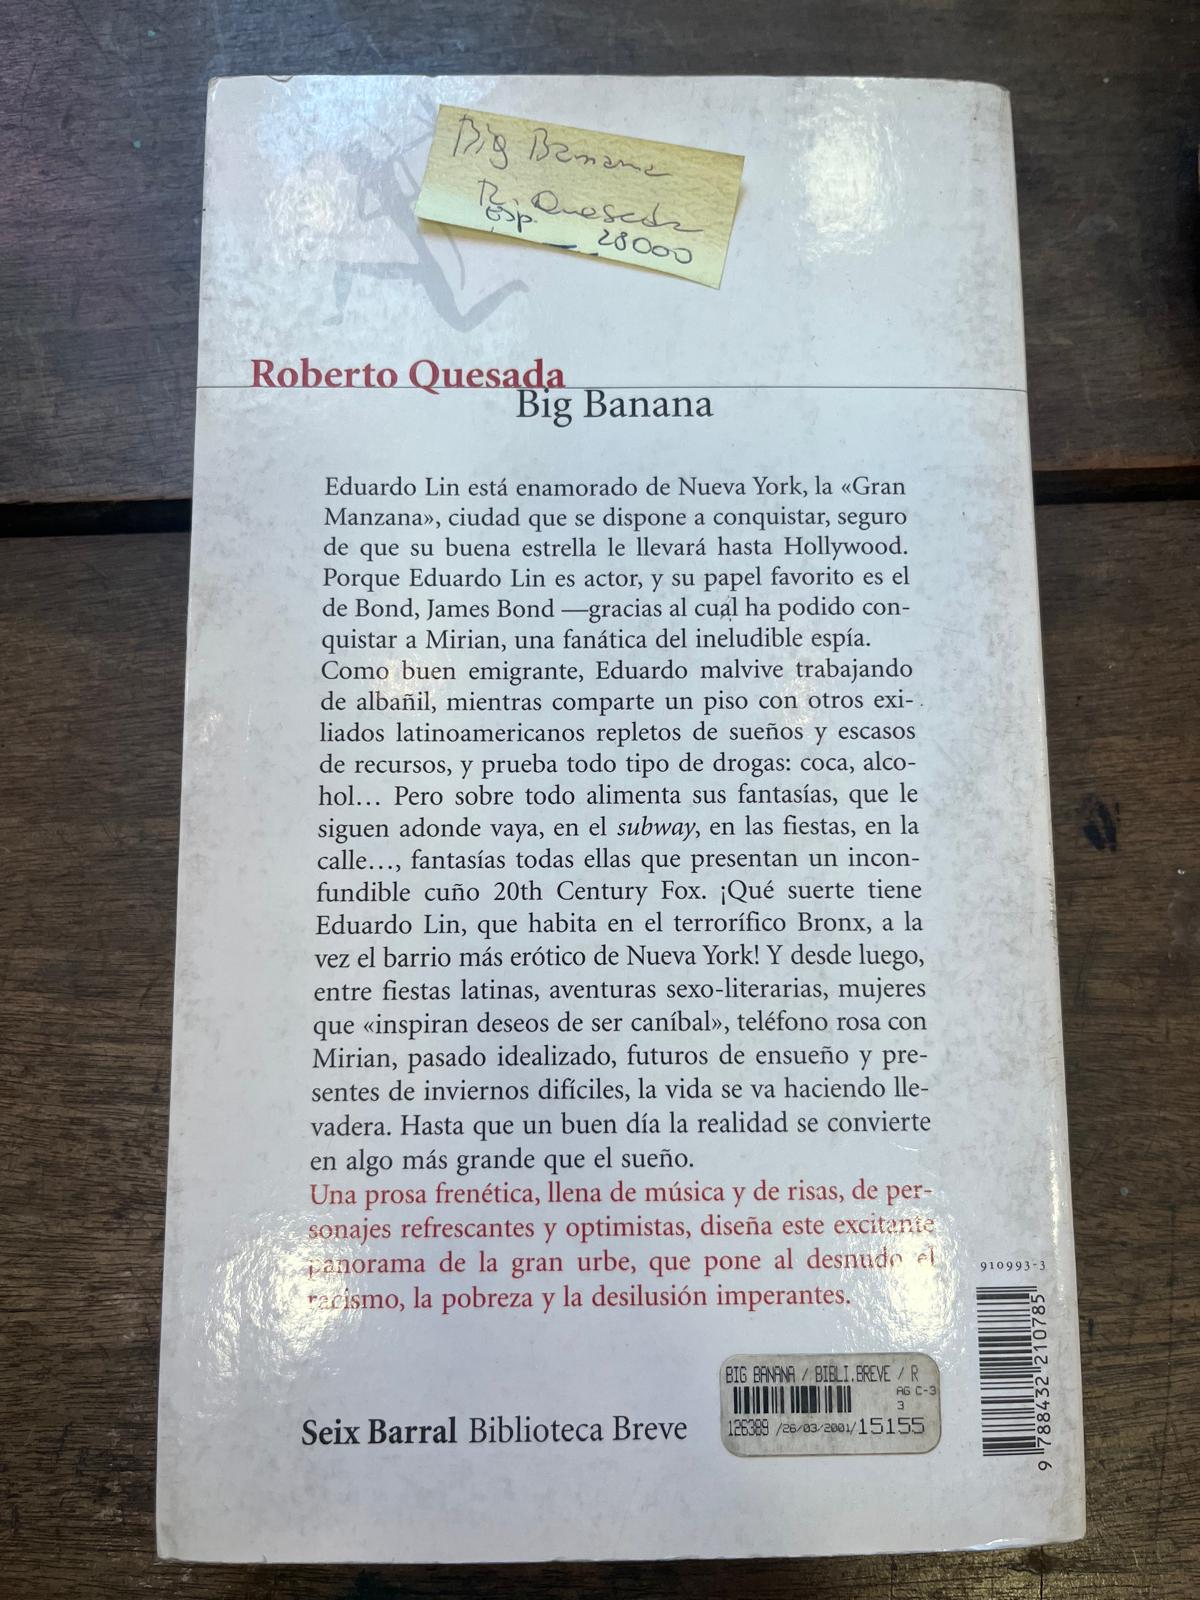 Big Banana
R. Quesada
esp. 28000
Roberto Quesada
Big Banana
Eduardo Lin está enamorado de Nueva York, la «Gran
Manzana», ciudad que se dispone a conquistar, seguro
de que su buena estrella le llevará hasta Hollywood.
Porque Eduardo Lin es actor, y su papel favorito es el
de Bond, James Bond —gracias al cual ha podido con-
quistar a Mirian, una fanática del ineludible espía.
Como buen emigrante, Eduardo malvive trabajando
de albañil, mientras comparte un piso con otros exi-
liados latinoamericanos repletos de sueños y escasos
de recursos, y prueba todo tipo de drogas: coca, alco-
hol… Pero sobre todo alimenta sus fantasías, que le
siguen adonde vaya, en el subway, en las fiestas, en la
calle…, fantasías todas ellas que presentan un incon-
fundible cuño 20th Century Fox. ¡Qué suerte tiene
Eduardo Lin, que habita en el terrorífico Bronx, a la
vez el barrio más erótico de Nueva York! Y desde luego,
entre fiestas latinas, aventuras sexo-literarias, mujeres
que «inspiran deseos de ser caníbal», teléfono rosa con
Mirian, pasado idealizado, futuros de ensueño y pre-
sentes de inviernos difíciles, la vida se va haciendo lle-
vadera. Hasta que un buen día la realidad se convierte
en algo más grande que el sueño.
Una prosa frenética, llena de música y de risas, de per-
sonajes refrescantes y optimistas, diseña este excitante
panorama de la gran urbe, que pone al desnudo el
racismo, la pobreza y la desilusión imperantes.
910993-3
9 788432 210785
BIG BANANA / BIBLI.BREVE / R
AG C-3
3
126389 /26/03/2001/15155
Seix Barral Biblioteca Breve